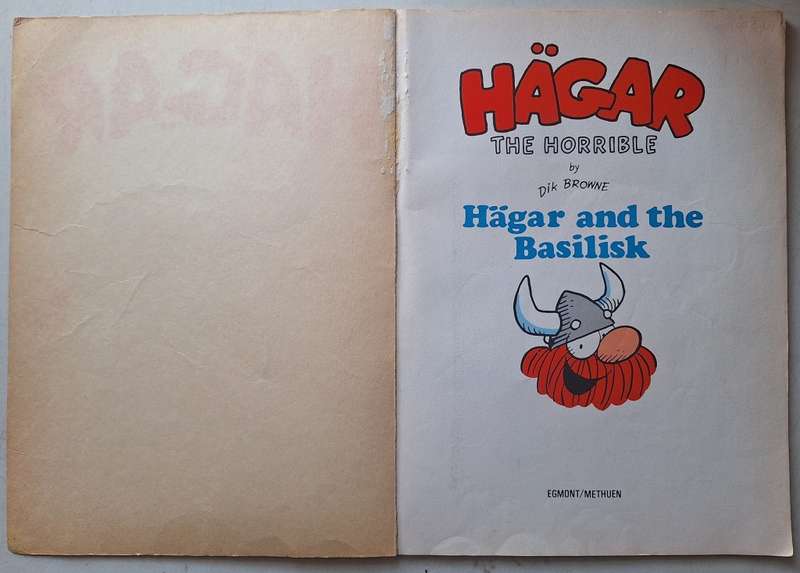 HÄGAR
THE HORRIBLE
by
Dik BROWNE
Hägar and the
Basilisk
EGMONT/METHUEN